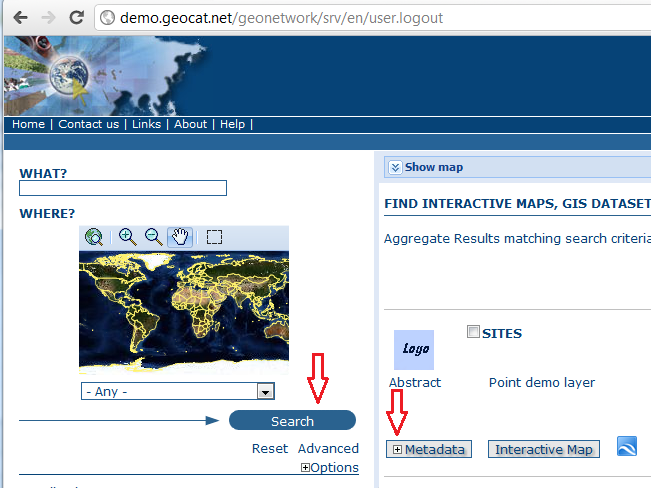 demo.geocat.net/geonetwork/srv/en/user.logout
Home | Contact us | Links | About | Help |
WHAT?
WHERE?
- Any -
Search
Reset Advanced
Options
Show map
FIND INTERACTIVE MAPS, GIS DATASET
Aggregate Results matching search criteria
Logo
SITES
Abstract Point demo layer
Metadata Interactive Map